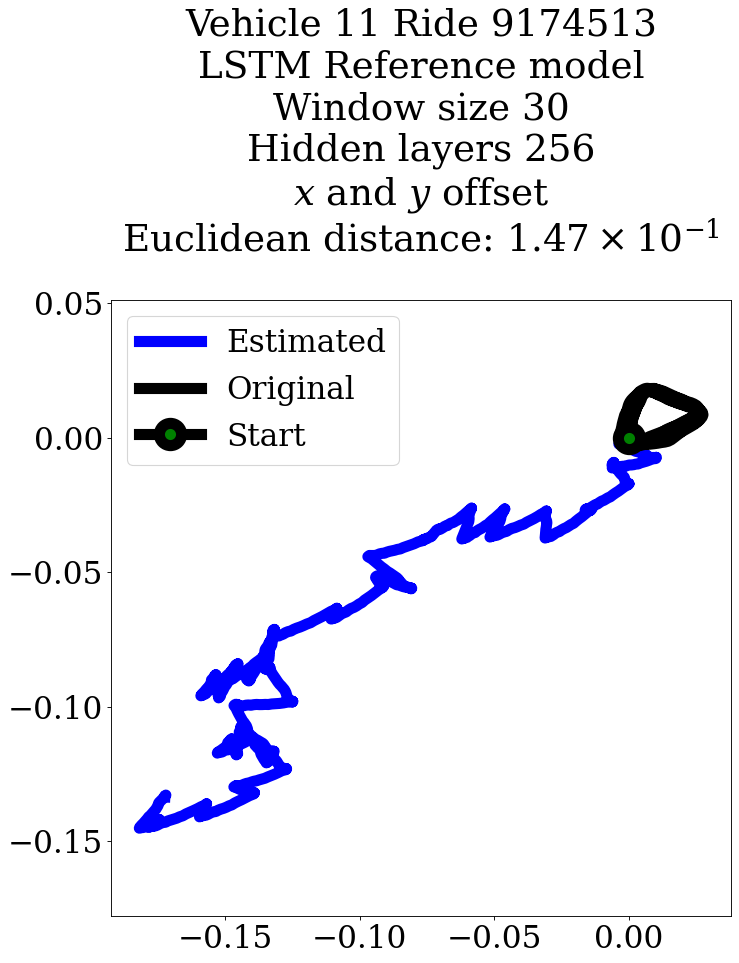 Vehicle 11 Ride 9174513
LSTM Reference model
Window size 30
Hidden layers 256
x and y offset
Euclidean distance: 1.47 × 10⁻¹
0.05
0.00
−0.05
−0.10
−0.15
Estimated
Original
Start
−0.15 −0.10 −0.05 0.00